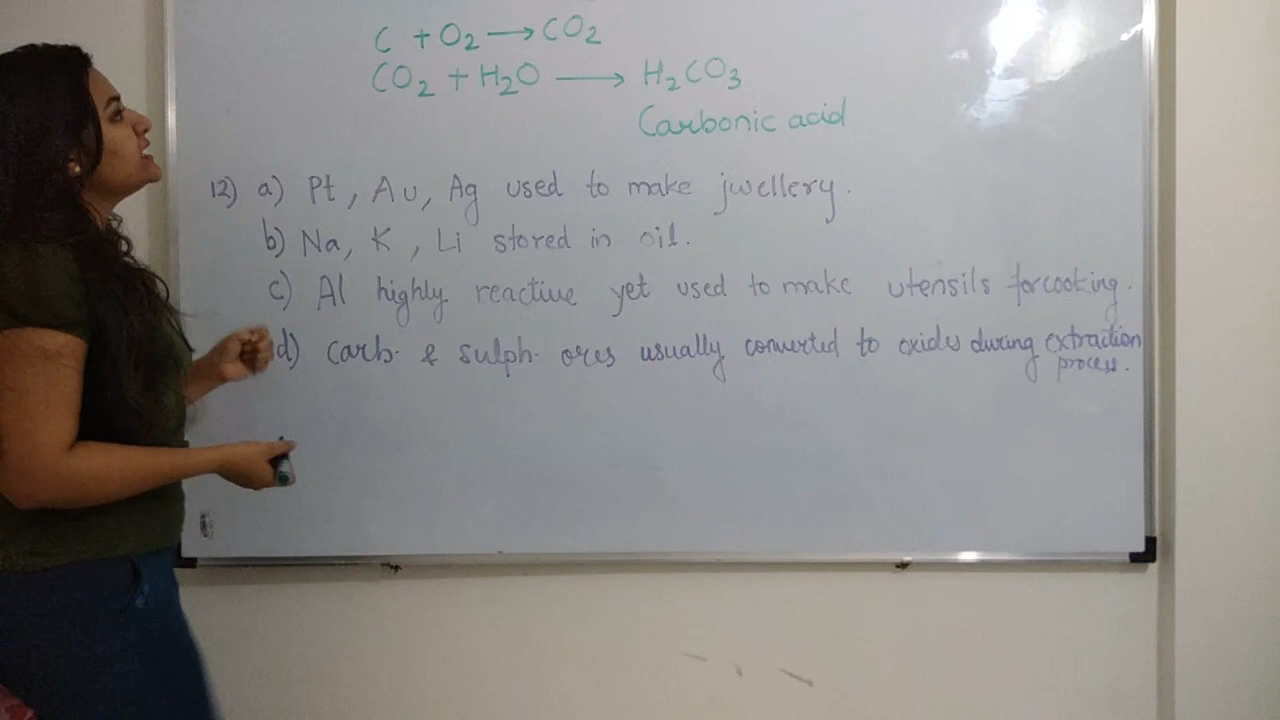 C + O₂ → CO₂
CO₂ + H₂O → H₂CO₃
Carbonic acid
12) a) Pt, Au, Ag used to make jwellery.
b) Na, K, Li stored in oil.
c) Al highly reactive yet used to make utensils for cooking.
d) Carb. & sulph. ores usually converted to oxides during extraction
process.